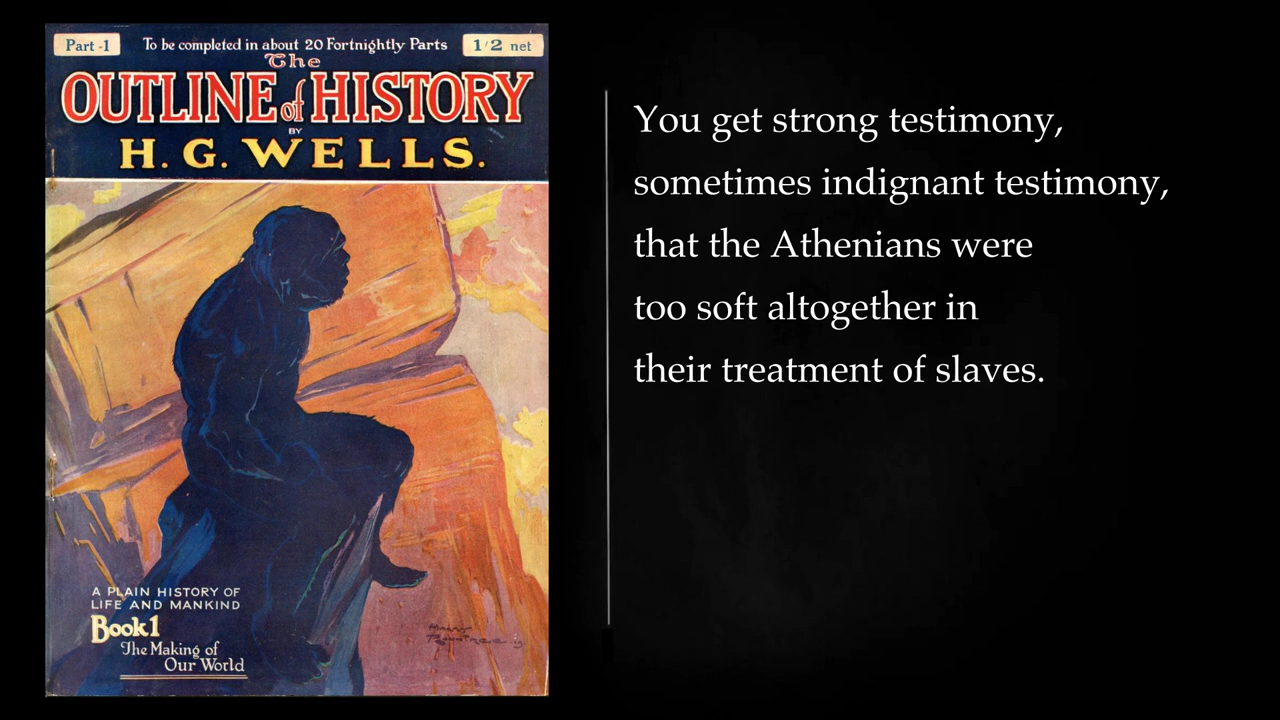 Part -1
To be completed in about 20 Fortnightly Parts
1/2 net
The
OUTLINE of HISTORY
BY
H. G. WELLS.
A PLAIN HISTORY OF
LIFE AND MANKIND
Book 1
The Making of
Our World
You get strong testimony,
sometimes indignant testimony,
that the Athenians were
too soft altogether in
their treatment of slaves.